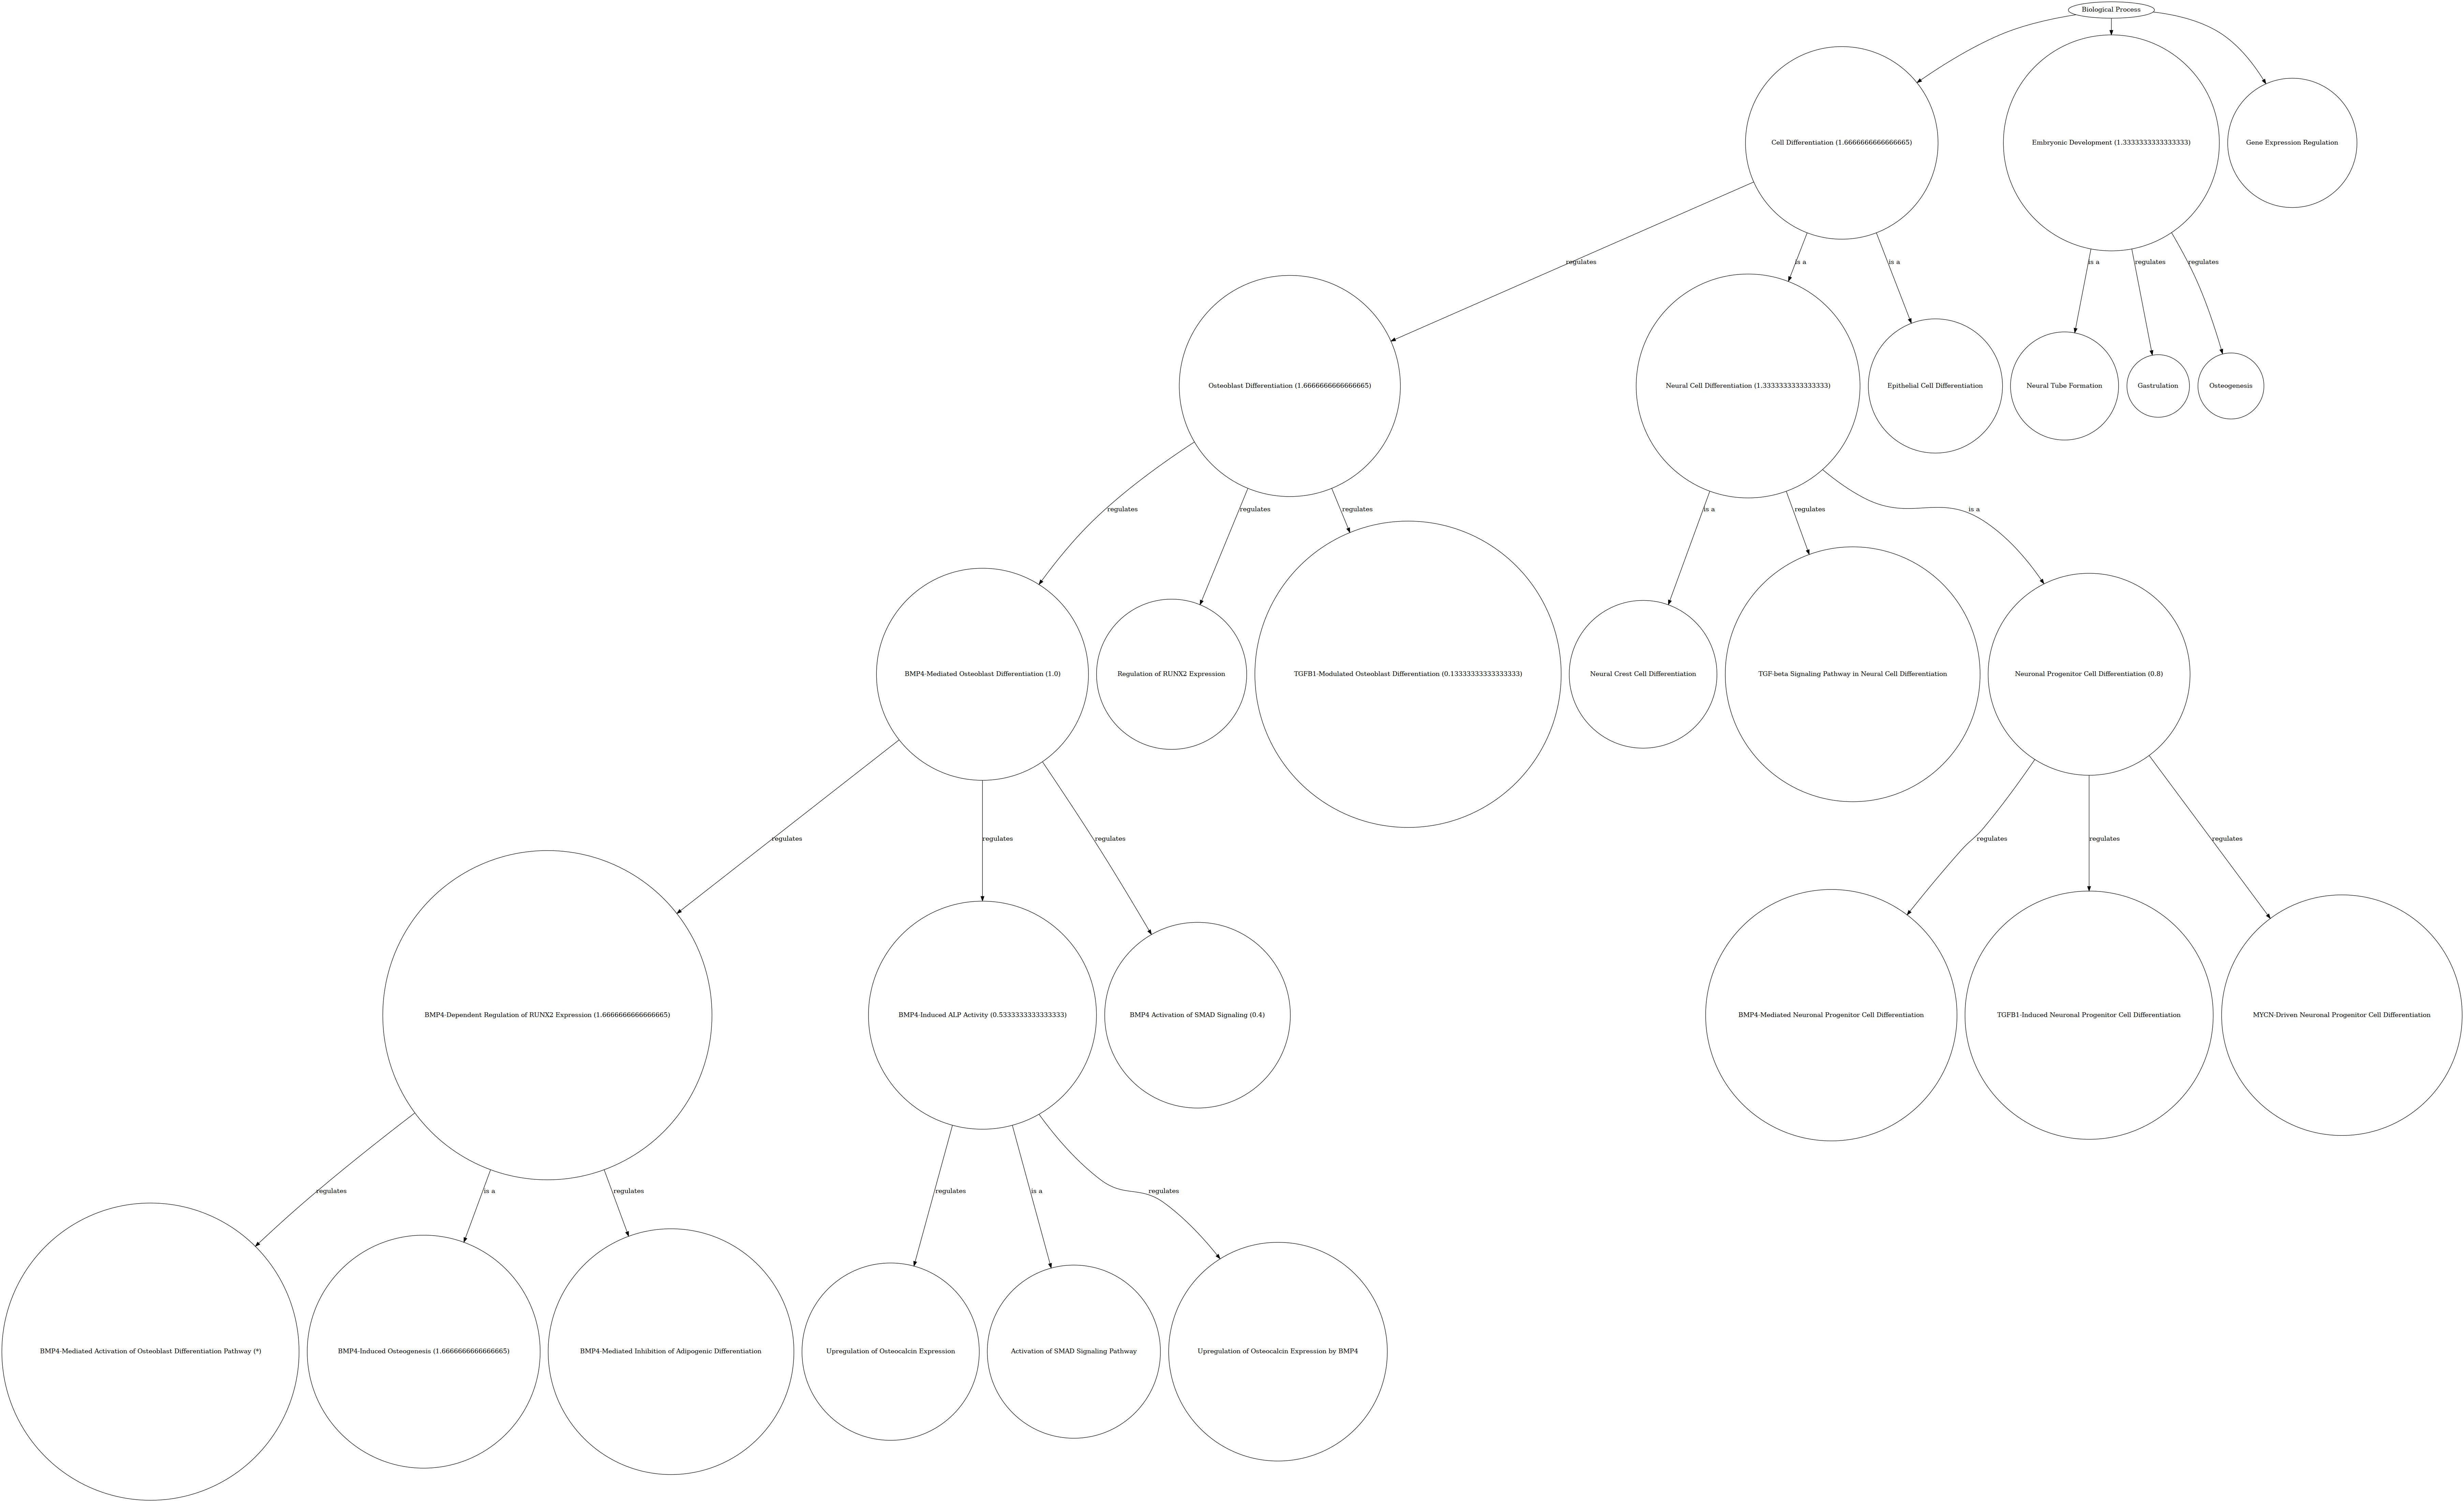 Biological Process
Cell Differentiation (1.6666666666666665)
Embryonic Development (1.3333333333333333)
Gene Expression Regulation
regulates
is a
is a
is a
regulates
regulates
Osteoblast Differentiation (1.6666666666666665)
Neural Cell Differentiation (1.3333333333333333)
Epithelial Cell Differentiation
Neural Tube Formation
Gastrulation
Osteogenesis
regulates
regulates
regulates
is a
regulates
is a
BMP4-Mediated Osteoblast Differentiation (1.0)
Regulation of RUNX2 Expression
TGFB1-Modulated Osteoblast Differentiation (0.13333333333333333)
Neural Crest Cell Differentiation
TGF-beta Signaling Pathway in Neural Cell Differentiation
Neuronal Progenitor Cell Differentiation (0.8)
regulates
regulates
regulates
regulates
regulates
regulates
BMP4-Dependent Regulation of RUNX2 Expression (1.6666666666666665)
BMP4-Induced ALP Activity (0.5333333333333333)
BMP4 Activation of SMAD Signaling (0.4)
BMP4-Mediated Neuronal Progenitor Cell Differentiation
TGFB1-Induced Neuronal Progenitor Cell Differentiation
MYCN-Driven Neuronal Progenitor Cell Differentiation
regulates
is a
regulates
regulates
is a
regulates
BMP4-Mediated Activation of Osteoblast Differentiation Pathway (*)
BMP4-Induced Osteogenesis (1.6666666666666665)
BMP4-Mediated Inhibition of Adipogenic Differentiation
Upregulation of Osteocalcin Expression
Activation of SMAD Signaling Pathway
Upregulation of Osteocalcin Expression by BMP4